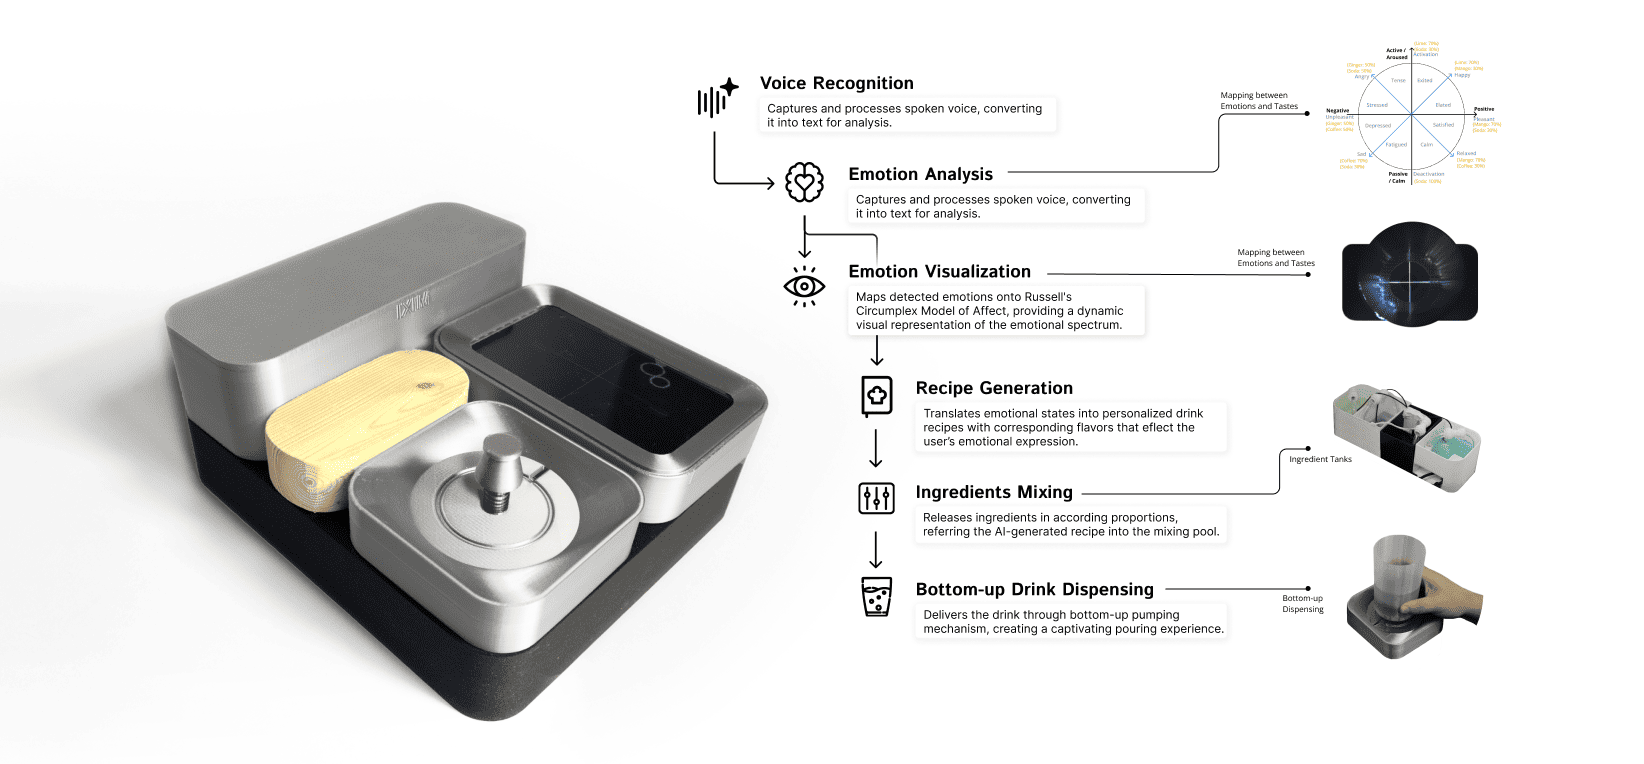 Voice Recognition
Captures and processes spoken voice, converting
it into text for analysis.
Emotion Analysis
Captures and processes spoken voice, converting
it into text for analysis.
Emotion Visualization
Maps detected emotions onto Russell's
Circumplex Model of Affect, providing a dynamic
visual representation of the emotional spectrum.
Recipe Generation
Translates emotional states into personalized drink
recipes with corresponding flavors that eflect the
user's emotional expression.
Ingredients Mixing
Releases ingredients in according proportions,
referring the AI-generated recipe into the mixing pool.
Bottom-up Drink Dispensing
Delivers the drink through bottom-up pumping
mechanism, creating a captivating pouring experience.
Mapping between
Emotions and Tastes
Active /
Aroused
Activation
Angry
Tense
Exited
Happy
Stressed
Elated
Negative
Unpleasant
Positive
Pleasant
Depressed
Satisfied
Sad
Fatigued
Calm
Relaxed
Passive
/ Calm
Deactivation
Mapping between
Emotions and Tastes
Ingredient Tanks
Bottom-up
Dispensing